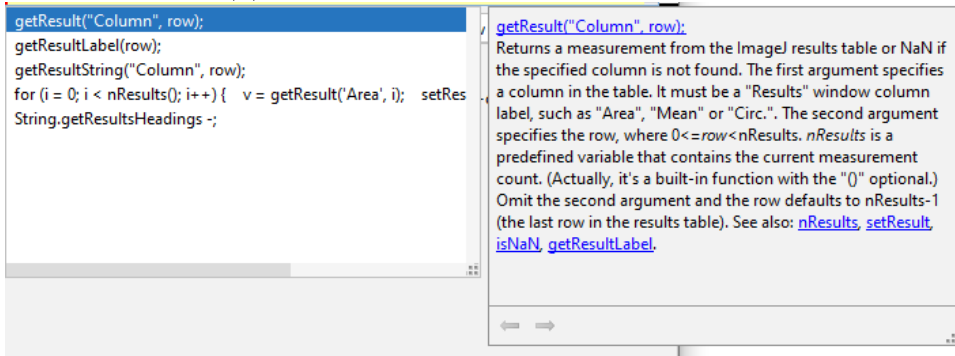 getResult("Column", row);
getResultLabel(row);
getResultString("Column", row);
for (i = 0; i < nResults(); i++) {    v = getResult('Area', i);    setRes
String.getResultsHeadings -;
getResult("Column", row);
Returns a measurement from the ImageJ results table or NaN if
the specified column is not found. The first argument specifies
a column in the table. It must be a "Results" window column
label, such as "Area", "Mean" or "Circ.". The second argument
specifies the row, where 0<=row<nResults. nResults is a
predefined variable that contains the current measurement
count. (Actually, it's a built-in function with the "()" optional.)
Omit the second argument and the row defaults to nResults-1
(the last row in the results table). See also: nResults, setResult,
isNaN, getResultLabel.